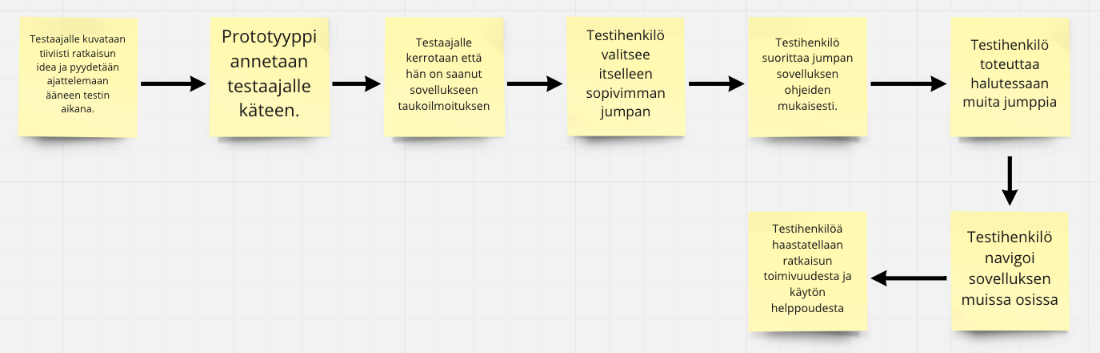 Testaajalle kuvataan
tiiviisti ratkaisun
idea ja pyydetään
ajattelemaan
ääneen testin
aikana.
Prototyyppi
annetaan
testaajalle
käteen.
Testaajalle
kerrotaan että
hän on saanut
sovellukseen
taukoilmoituksen
Testihenkilö
valitsee
itselleen
sopivimman
jumpan
Testihenkilö
suorittaa jumpan
sovelluksen
ohjeiden
mukaisesti.
Testihenkilö
toteuttaa
halutessaan
muita jumppia
Testihenkilö
navigoi
sovelluksen
muissa osissa
Testihenkilöä
haastatellaan
ratkaisun
toimivuudesta ja
käytön
helppoudesta